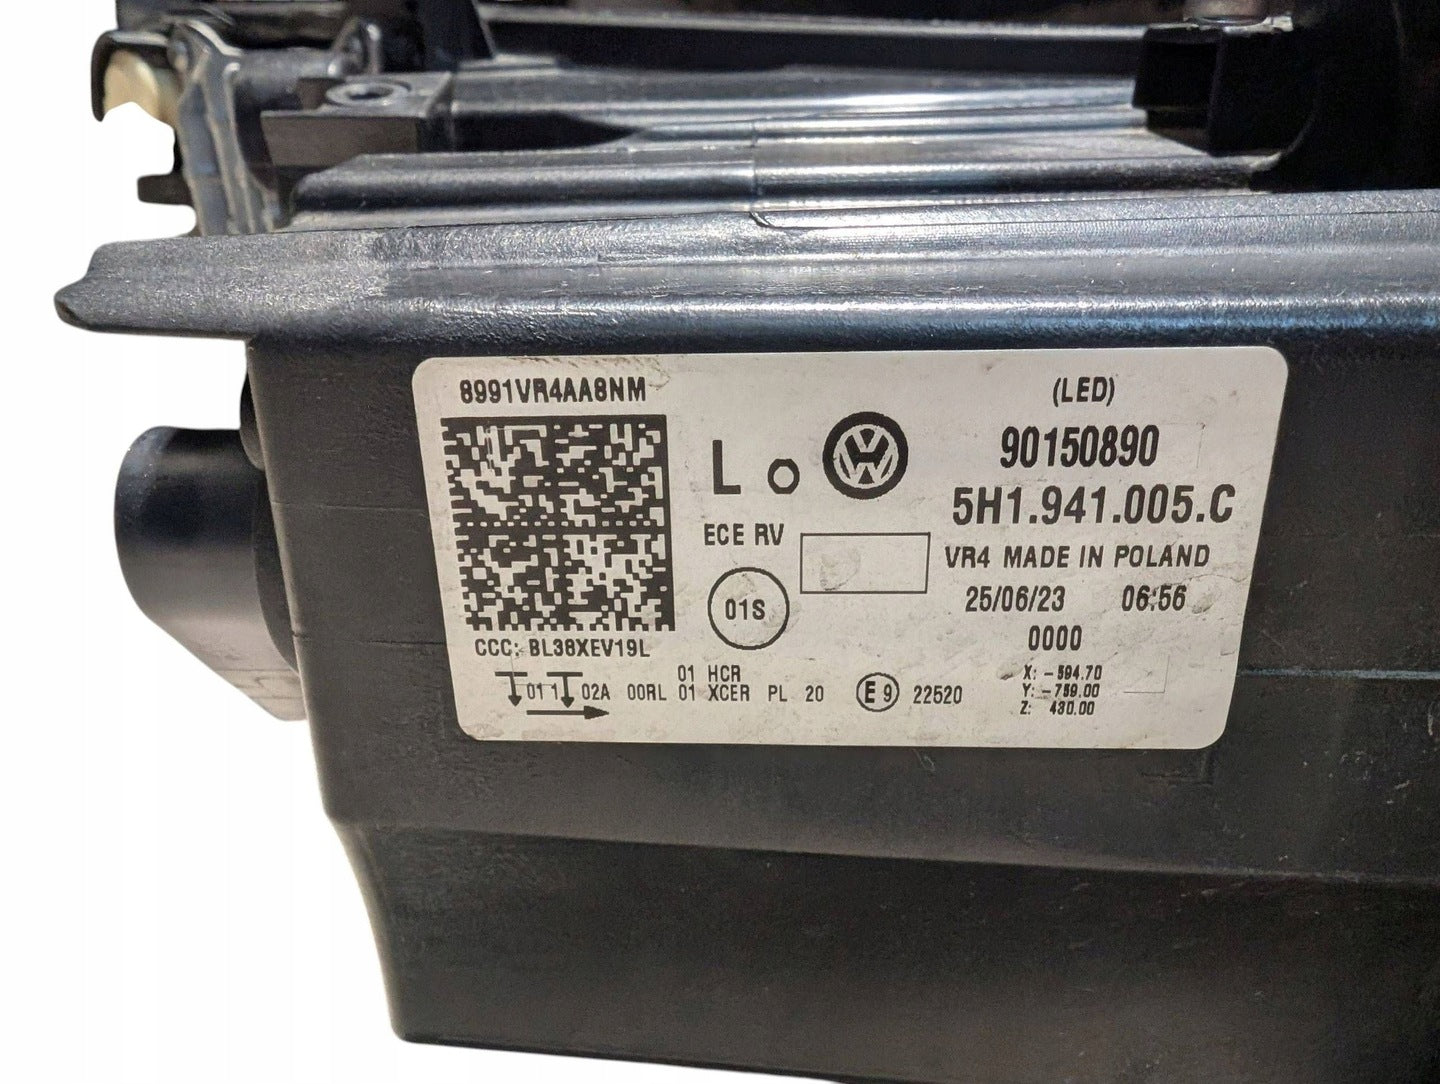 8991VR4AA8NM
(LED)
L o
90150890
5H1.941.005.C
ECE RV
VR4 MADE IN POLAND
25/06/23 06:56
01S
0000
CCC: BL38XEV19L
01 HCR
01 1 02A 00RL 01 XCER PL 20 E9 22520
X: -594.70
Y: -759.00
Z: 430.00